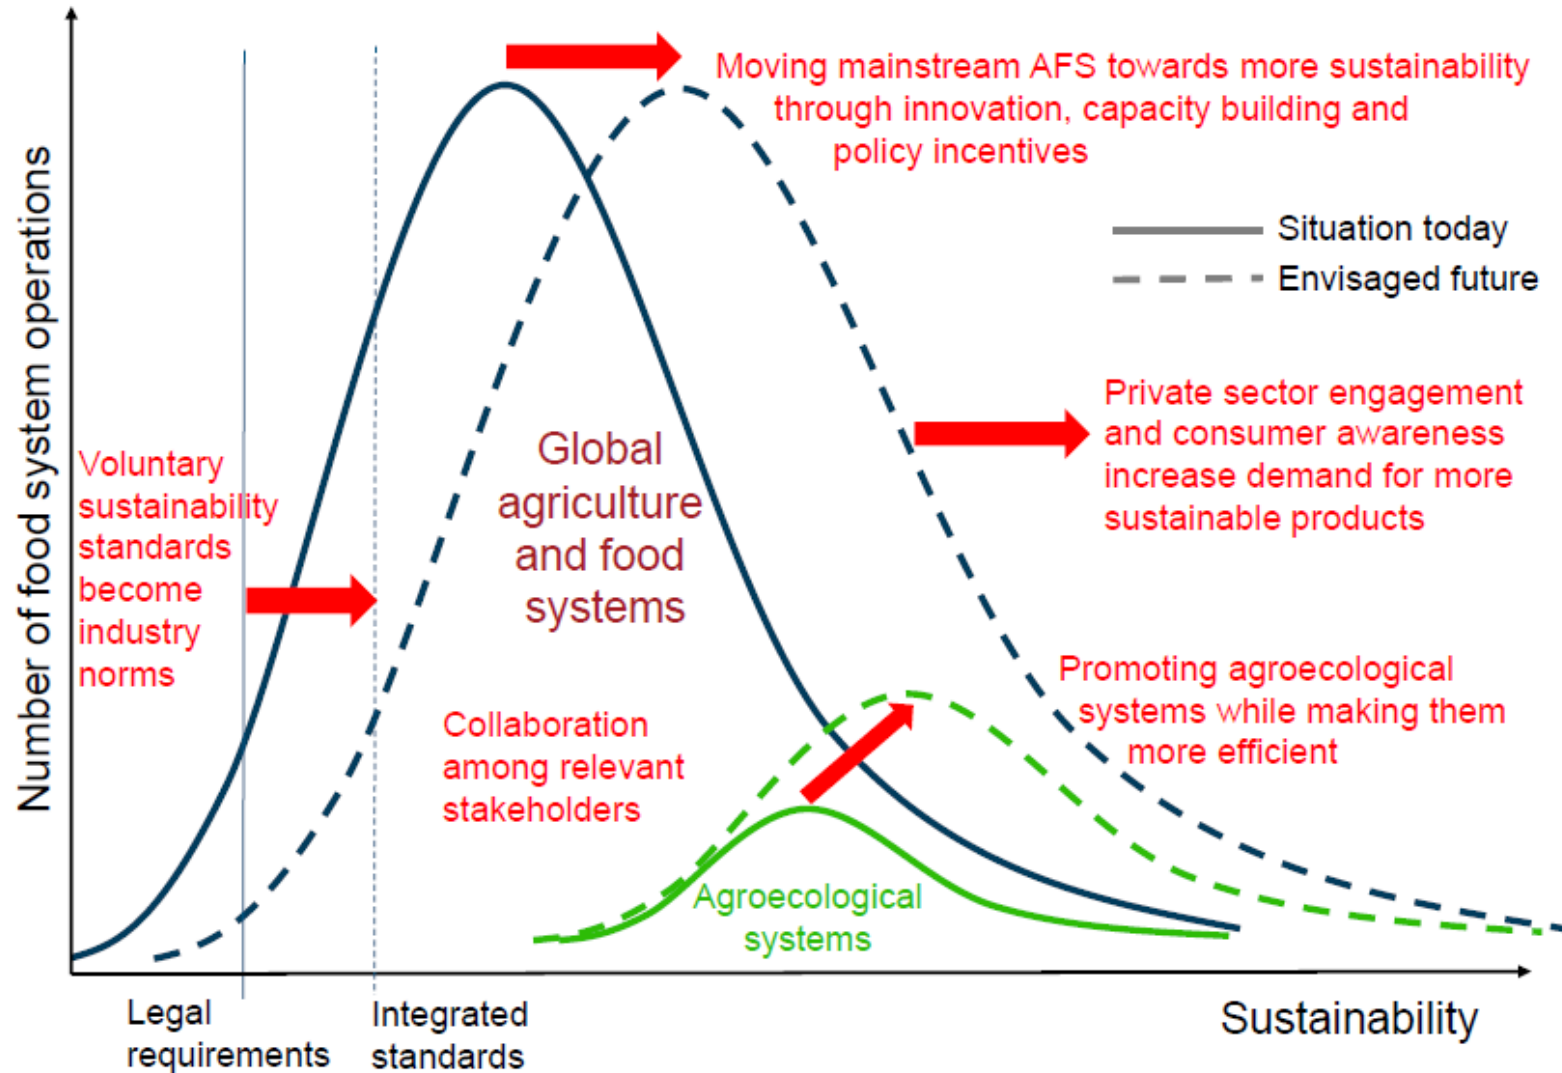 Moving mainstream AFS towards more sustainability
through innovation, capacity building and
policy incentives
Situation today
Envisaged future
Number of food system operations
Private sector engagement
and consumer awareness
increase demand for more
sustainable products
Global
agriculture
and food
systems
Voluntary
sustainability
standards
become
industry
norms
Promoting agroecological
systems while making them
more efficient
Collaboration
among relevant
stakeholders
Agroecological
systems
Legal
requirements
Integrated
standards
Sustainability